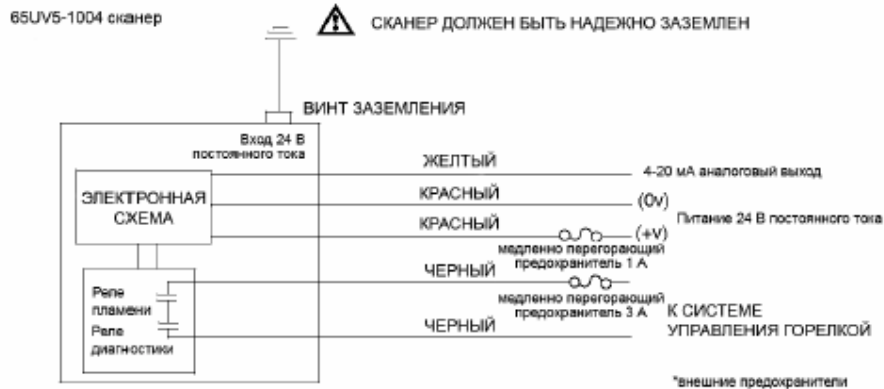 65UV5-1004 сканер
СКАНЕР ДОЛЖЕН БЫТЬ НАДЕЖНО ЗАЗЕМЛЕН
ВИНТ ЗАЗЕМЛЕНИЯ
Вход 24 В
постоянного тока
ЭЛЕКТРОННАЯ
СХЕМА
ЖЕЛТЫЙ
4-20 мА аналоговый выход
КРАСНЫЙ
(0v)
Питание 24 В постоянного тока
КРАСНЫЙ
(+V)
медленно перегорающий
предохранитель 1 А
ЧЕРНЫЙ
медленно перегорающий
предохранитель 3 А
Реле
пламени
Реле
диагностики
ЧЕРНЫЙ
К СИСТЕМЕ
УПРАВЛЕНИЯ ГОРЕЛКОЙ
*внешние предохранители